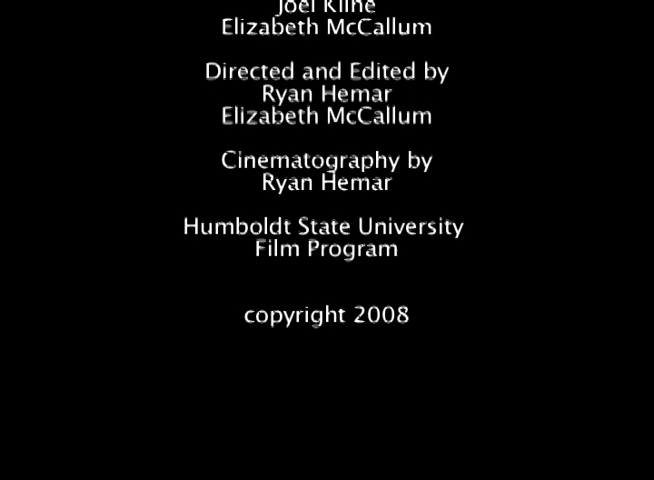 Joel Kline
Elizabeth McCallum
Directed and Edited by
Ryan Hemar
Elizabeth McCallum
Cinematography by
Ryan Hemar
Humboldt State University
Film Program
copyright 2008